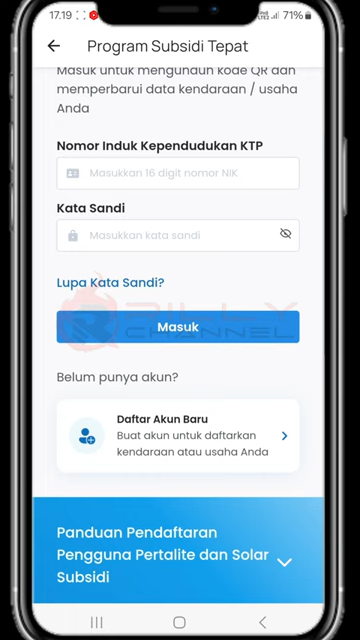 17.19
71%
Program Subsidi Tepat
Masuk untuk mengunduh kode QR dan
memperbarui data kendaraan / usaha
Anda
Nomor Induk Kependudukan KTP
Masukkan 16 digit nomor NIK
Kata Sandi
Masukkan kata sandi
Lupa Kata Sandi?
CHANNEL
Masuk
Belum punya akun?
Daftar Akun Baru
Buat akun untuk daftarkan
kendaraan atau usaha Anda
Panduan Pendaftaran
Pengguna Pertalite dan Solar
Subsidi